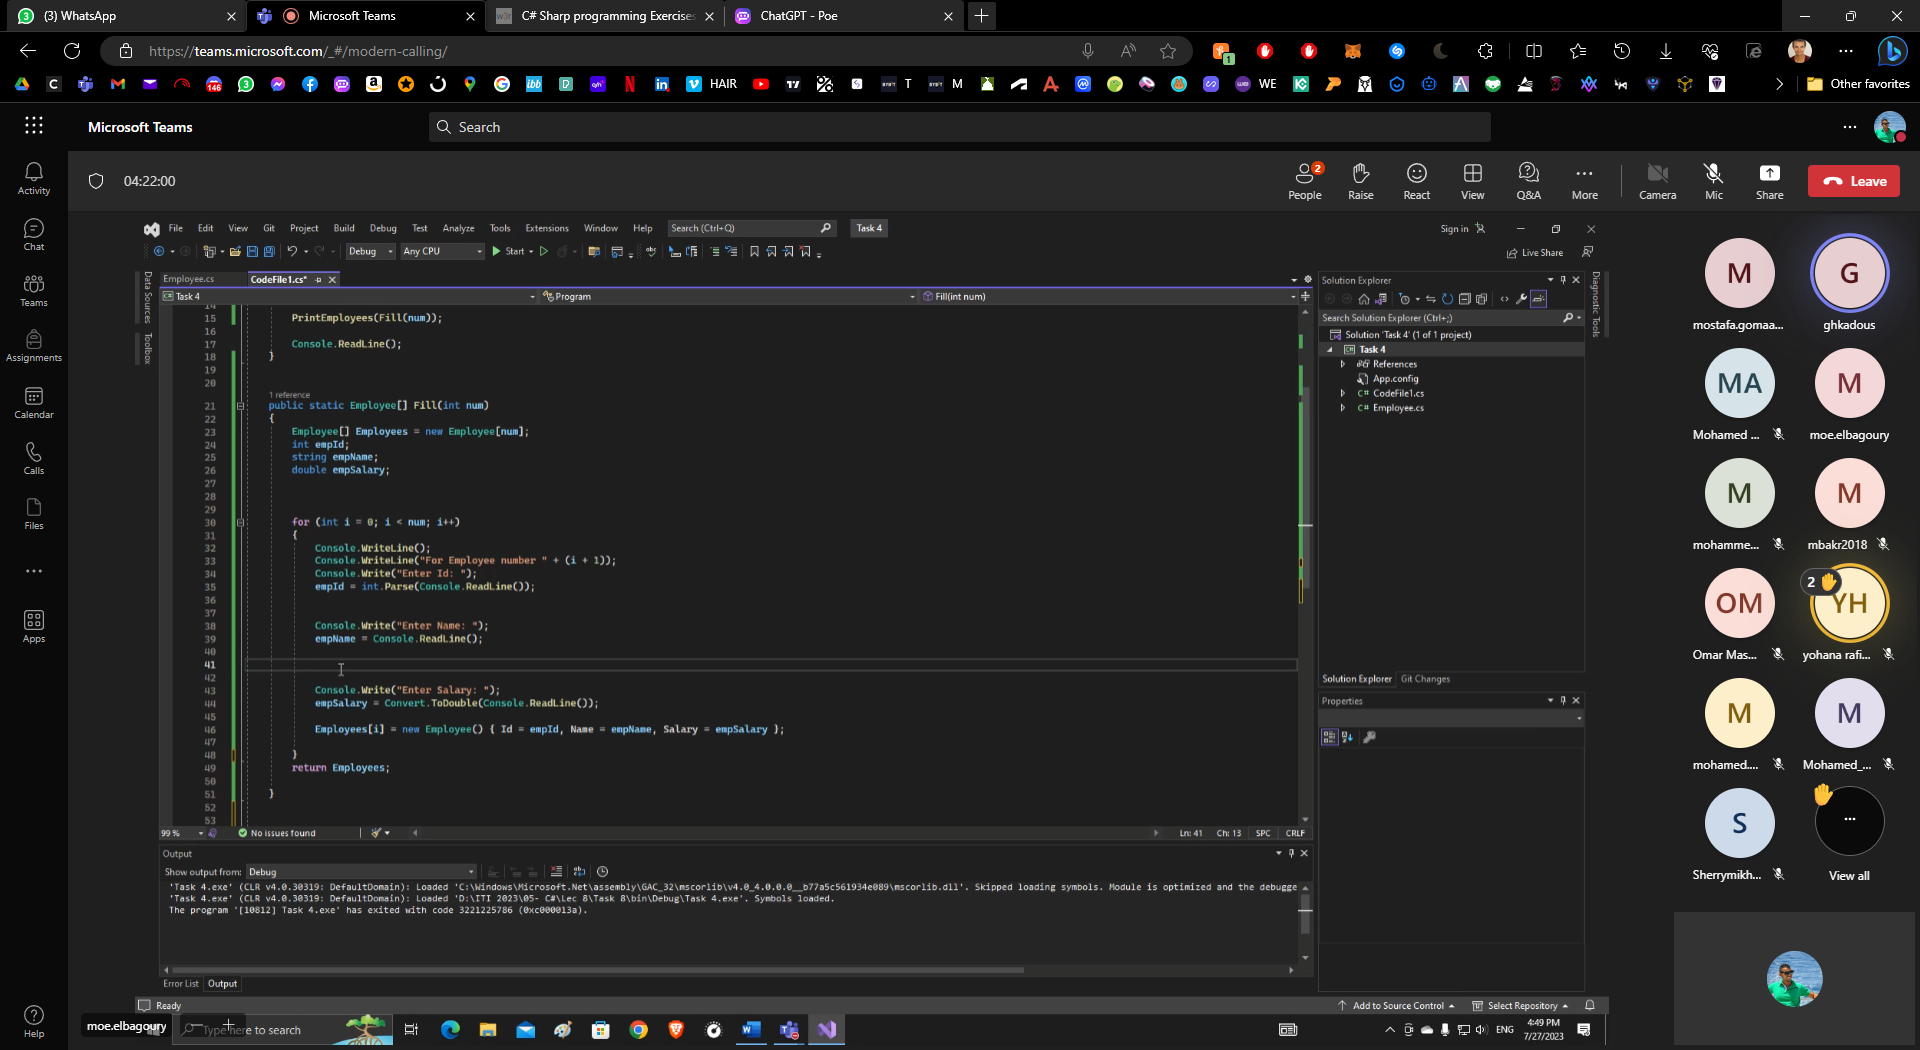 (3) WhatsApp
Microsoft Teams
C# Sharp programming Exercises
ChatGPT - Poe
https://teams.microsoft.com/_#/modern-calling/
HAIR
T
M
WE
Other favorites
Microsoft Teams
Search
04:22:00
People
2
Raise
React
View
Q&A
More
Camera
Mic
Share
Leave
Activity
Chat
Teams
Assignments
Calendar
Calls
Files
Apps
Help
File Edit View Git Project Build Debug Test Analyze Tools Extensions Window Help
Search (Ctrl+Q)
Task 4
Sign in
Debug
Any CPU
Start
Live Share
Data Sources
Toolbox
Diagnostic Tools
Employee.cs
CodeFile1.cs*
Task 4
Program
Fill(int num)
14
15 PrintEmployees(Fill(num));
16
17 Console.ReadLine();
18 }
19
20
1 reference
21 public static Employee[] Fill(int num)
22 {
23 Employee[] Employees = new Employee[num];
24 int empId;
25 string empName;
26 double empSalary;
27
28
29
30 for (int i = 0; i < num; i++)
31 {
32 Console.WriteLine();
33 Console.WriteLine("For Employee number " + (i + 1));
34 Console.Write("Enter Id: ");
35 empId = int.Parse(Console.ReadLine());
36
37
38 Console.Write("Enter Name: ");
39 empName = Console.ReadLine();
40
41
42
43 Console.Write("Enter Salary: ");
44 empSalary = Convert.ToDouble(Console.ReadLine());
45
46 Employees[i] = new Employee() { Id = empId, Name = empName, Salary = empSalary };
47
48 }
49 return Employees;
50
51 }
52
53
99 %
No issues found
Ln: 41 Ch: 13 SPC CRLF
Output
Show output from: Debug
'Task 4.exe' (CLR v4.0.30319: DefaultDomain): Loaded 'C:\Windows\Microsoft.Net\assembly\GAC_32\mscorlib\v4.0_4.0.0.0__b77a5c561934e089\mscorlib.dll'. Skipped loading symbols. Module is optimized and the debugge
'Task 4.exe' (CLR v4.0.30319: DefaultDomain): Loaded 'D:\ITI 2023\05- C#\Lec 8\Task 8\bin\Debug\Task 4.exe'. Symbols loaded.
The program '[10812] Task 4.exe' has exited with code 3221225786 (0xc000013a).
Error List
Output
Solution Explorer
Search Solution Explorer (Ctrl+;)
Solution 'Task 4' (1 of 1 project)
Task 4
References
App.config
C# CodeFile1.cs
C# Employee.cs
Solution Explorer
Git Changes
Properties
Ready
Add to Source Control
Select Repository
moe.elbagoury
Type here to search
ENG
4:49 PM
7/27/2023
M
mostafa.gomaa...
G
ghkadous
MA
Mohamed ...
M
moe.elbagoury
M
mohamme...
M
mbakr2018
OM
Omar Mas...
2
YH
yohana rafi...
M
mohamed....
M
Mohamed_...
S
Sherrymikh...
View all